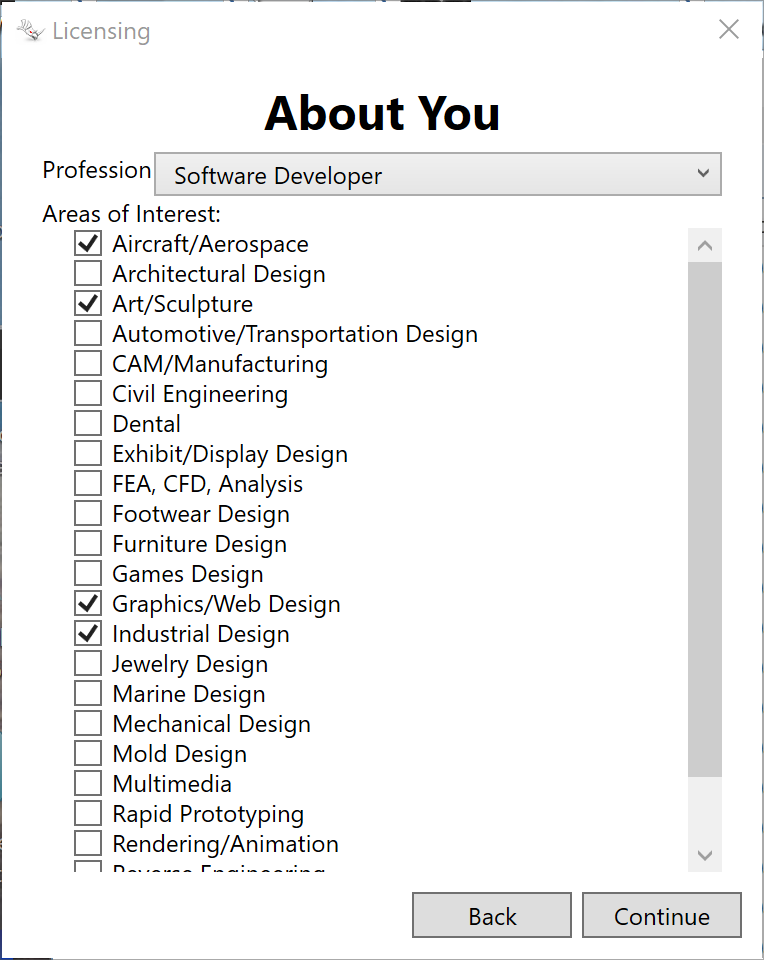 Licensing
About You
Profession
Software Developer
Areas of Interest:
Aircraft/Aerospace
Architectural Design
Art/Sculpture
Automotive/Transportation Design
CAM/Manufacturing
Civil Engineering
Dental
Exhibit/Display Design
FEA, CFD, Analysis
Footwear Design
Furniture Design
Games Design
Graphics/Web Design
Industrial Design
Jewelry Design
Marine Design
Mechanical Design
Mold Design
Multimedia
Rapid Prototyping
Rendering/Animation
Reverse Engineering
Back
Continue